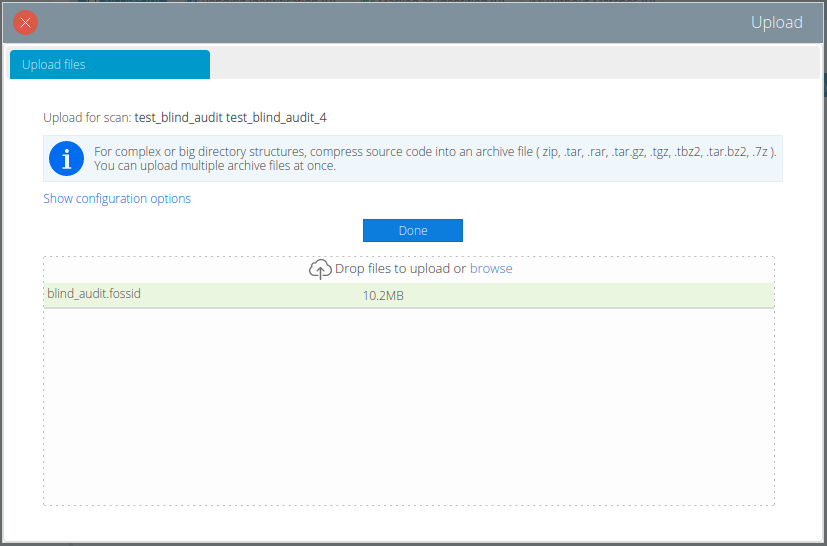 Upload
Upload files
Upload for scan: test_blind_audit test_blind_audit_4
For complex or big directory structures, compress source code into an archive file ( zip, .tar, .rar, .tar.gz, .tgz, .tbz2, .tar.bz2, .7z ).
You can upload multiple archive files at once.
Show configuration options
Done
Drop files to upload or browse
blind_audit.fossid 10.2MB